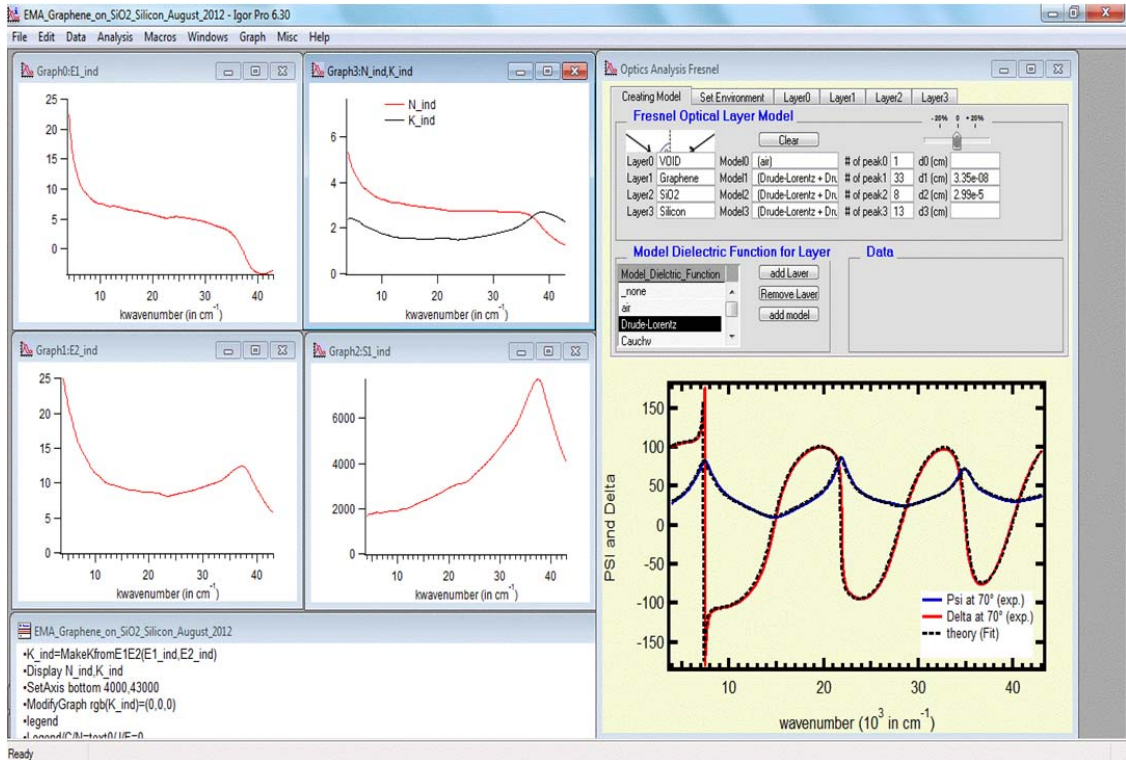 EMA_Graphene_on_SiO2_Silicon_August_2012 - Igor Pro 6.30
File Edit Data Analysis Macros Windows Graph Misc Help
Graph0:E1_ind
25
20
15
10
5
0
10 20 30 40
kwavenumber (in cm-1)
Graph3:N_ind,K_ind
N_ind
K_ind
6
4
2
0
10 20 30 40
kwavenumber (in cm-1)
Graph1:E2_ind
25
20
15
10
5
0
10 20 30 40
kwavenumber (in cm-1)
Graph2:S1_ind
6000
4000
2000
0
10 20 30 40
kwavenumber (in cm-1)
EMA_Graphene_on_SiO2_Silicon_August_2012
•K_ind=MakeKfromE1E2(E1_ind,E2_ind)
•Display N_ind,K_ind
•SetAxis bottom 4000,43000
•ModifyGraph rgb(K_ind)=(0,0,0)
•legend
•Legend/C/N=text0/J/F=0
Ready
Optics Analysis Fresnel
Creating Model Set Environment Layer0 Layer1 Layer2 Layer3
Fresnel Optical Layer Model
-20% 0 +20%
Clear
Layer0 VOID Model0 (air) # of peak0 1 d0 (cm)
Layer1 Graphene Model1 (Drude-Lorentz + Dru # of peak1 33 d1 (cm) 3.35e-08
Layer2 SiO2 Model2 (Drude-Lorentz + Dru # of peak2 8 d2 (cm) 2.99e-5
Layer3 Silicon Model3 (Drude-Lorentz + Dru # of peak3 13 d3 (cm)
Model Dielectric Function for Layer
Data
Model_Dielctric_Function
_none
air
Drude-Lorentz
Cauchy
add Layer
Remove Layer
add model
PSI and Delta
150
100
50
0
-50
-100
-150
Psi at 70° (exp.)
Delta at 70° (exp.)
theory (Fit)
10 20 30 40
wavenumber (10^3 in cm-1)